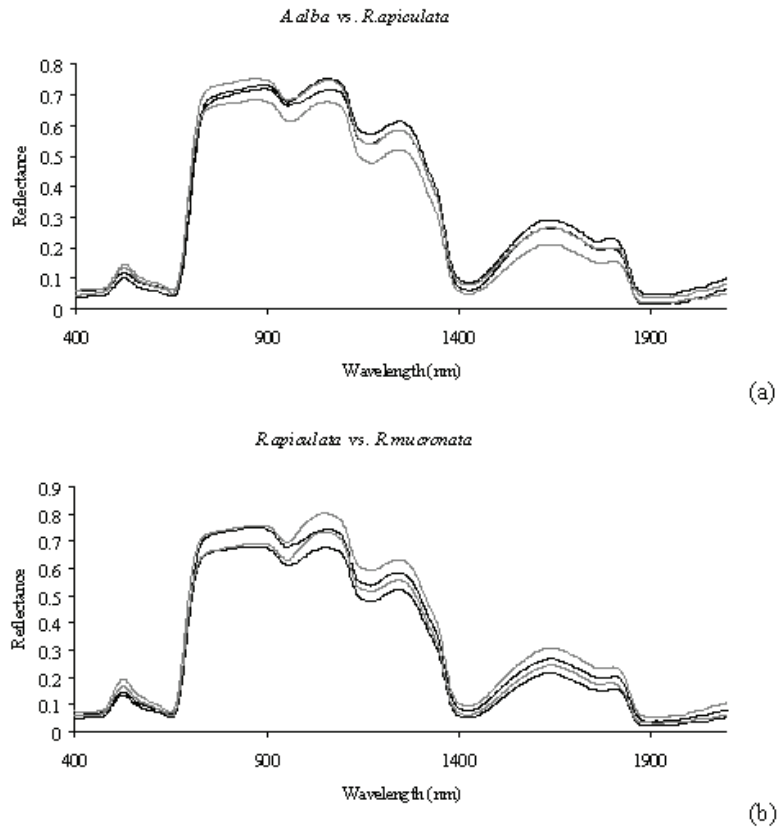 A.alba vs. R.apiculata
0.8
0.7
0.6
0.5
0.4
0.3
0.2
0.1
0
Reflectance
400 900 1400 1900
Wavelength (nm)
(a)
R.apiculata vs. R.mucronata
0.9
0.8
0.7
0.6
0.5
0.4
0.3
0.2
0.1
0
Reflectance
400 900 1400 1900
Wavelength (nm)
(b)